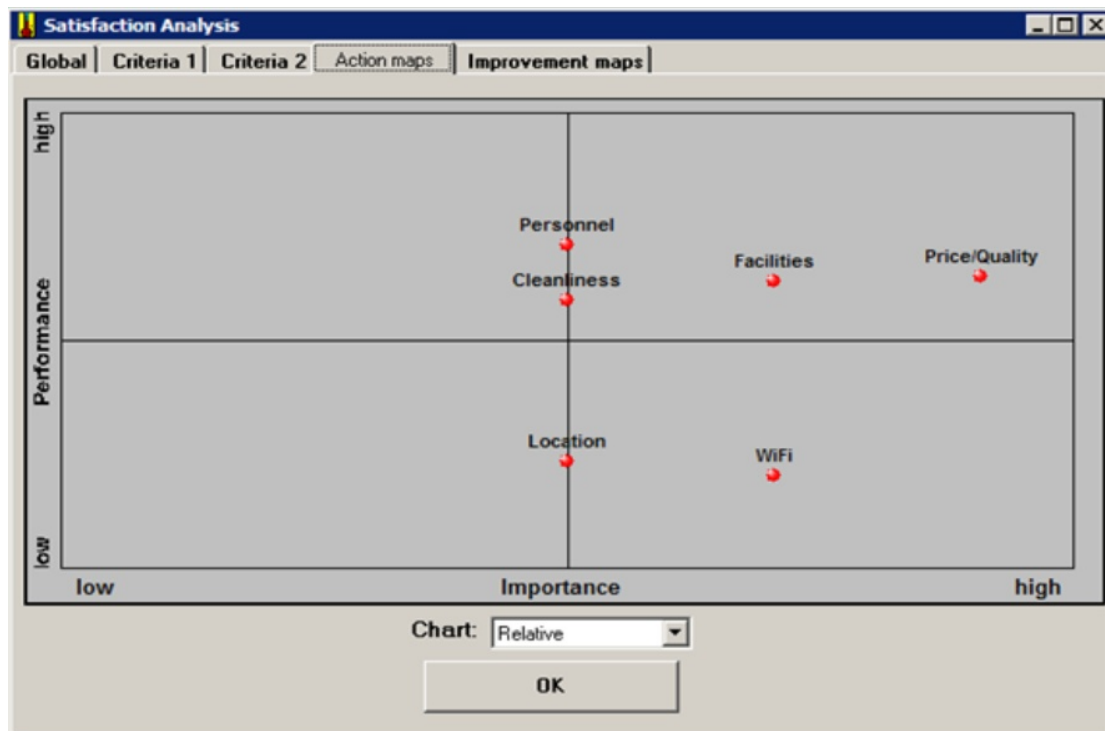 Satisfaction Analysis
Global Criteria 1 Criteria 2 Action maps Improvement maps
high
Personnel
Price/Quality
Facilities
Cleanliness
Performance
Location
WiFi
low
low Importance high
Chart: Relative
OK